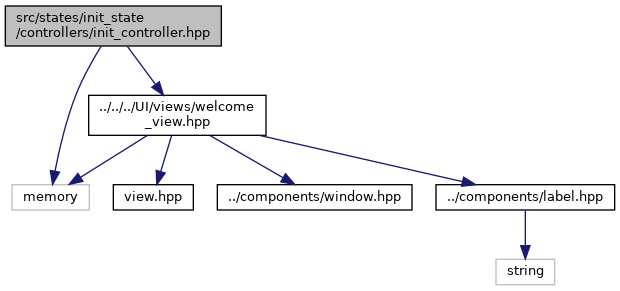 src/states/init_state
/controllers/init_controller.hpp
../../../UI/views/welcome
_view.hpp
memory
view.hpp
../components/window.hpp
../components/label.hpp
string